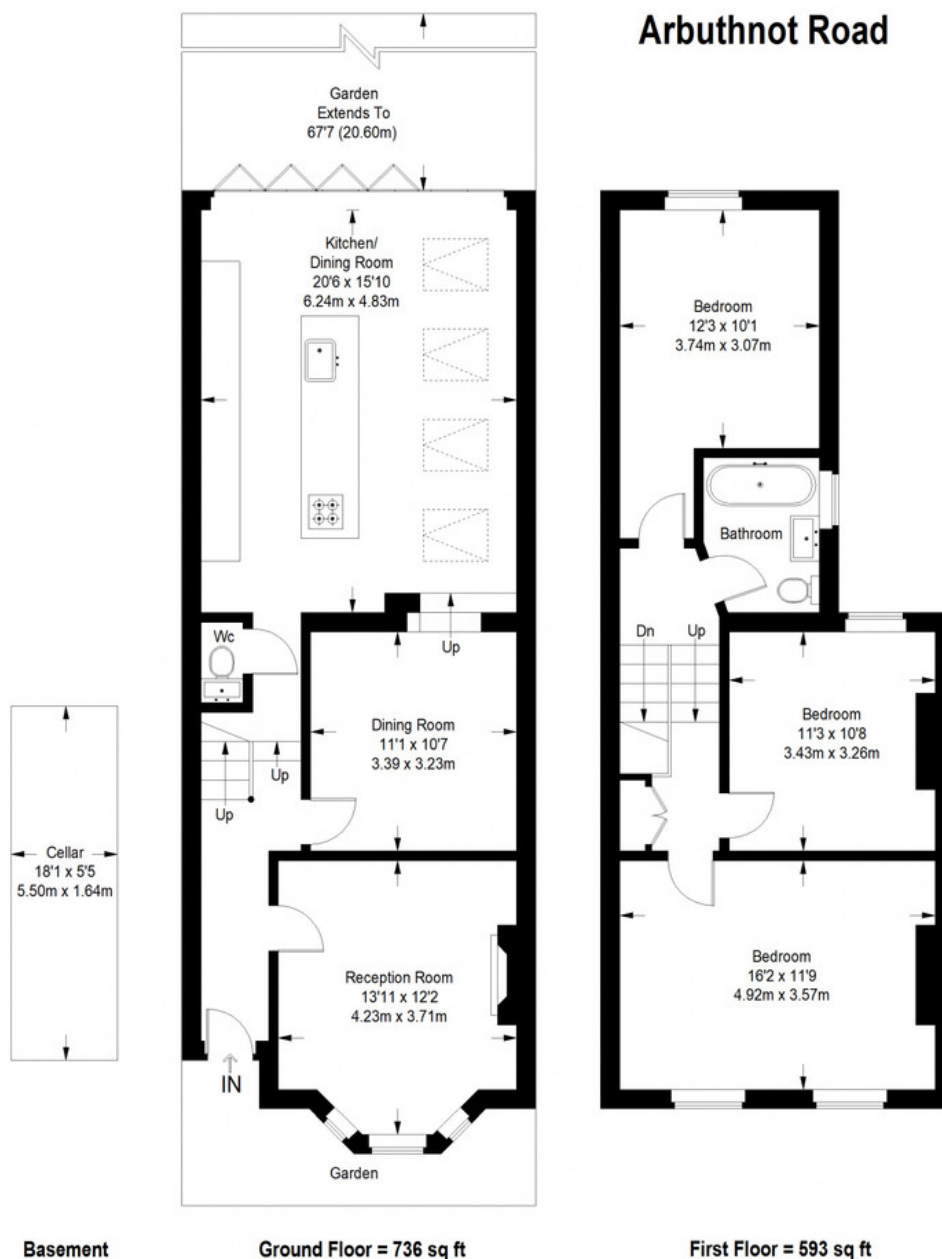 Arbuthnot Road
Garden
Extends To
67'7 (20.60m)
Kitchen/
Dining Room
20'6 x 15'10
6.24m x 4.83m
Up
Wc
Dining Room
11'1 x 10'7
3.39 x 3.23m
Up
Up
Reception Room
13'11 x 12'2
4.23m x 3.71m
IN
Garden
Cellar
18'1 x 5'5
5.50m x 1.64m
Bedroom
12'3 x 10'1
3.74m x 3.07m
Bathroom
Dn
Up
Bedroom
11'3 x 10'8
3.43m x 3.26m
Bedroom
16'2 x 11'9
4.92m x 3.57m
Basement
Ground Floor = 736 sq ft
First Floor = 593 sq ft